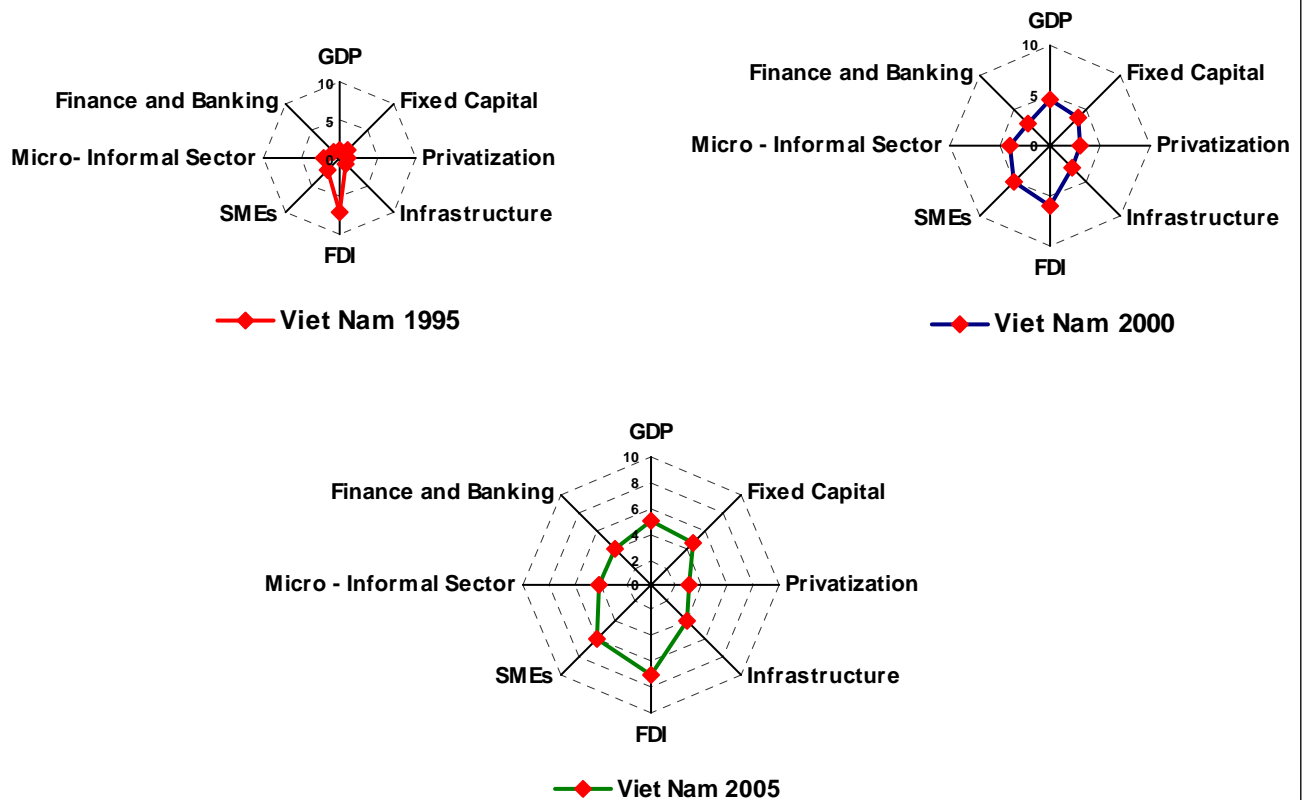 GDP
10
Finance and Banking
Fixed Capital
5
Micro- Informal Sector
0
Privatization
SMEs
Infrastructure
FDI
Viet Nam 1995
GDP
10
Finance and Banking
Fixed Capital
5
Micro - Informal Sector
0
Privatization
SMEs
Infrastructure
FDI
Viet Nam 2000
GDP
10
Finance and Banking
Fixed Capital
8
6
4
2
Micro - Informal Sector
0
Privatization
SMEs
Infrastructure
FDI
Viet Nam 2005